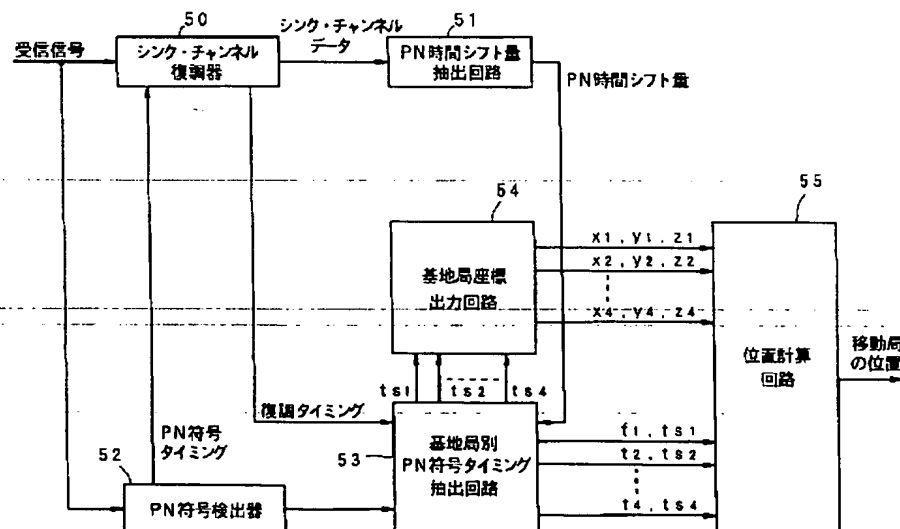 50
シンク・チャンネル
データ
51
受信信号
シンク・チャンネル
復調器
PN時間シフト量
抽出回路
PN時間シフト量
54
55
基地局座標
出力回路
x1, y1, z1
x2, y2, z2
x4, y4, z4
位置計算
回路
移動局
の位置
ts1
ts2
ts4
復調タイミング
PN符号
タイミング
52
53
基地局別
PN符号タイミング
抽出回路
t1, ts1
t2, ts2
t4, ts4
PN符号検出器